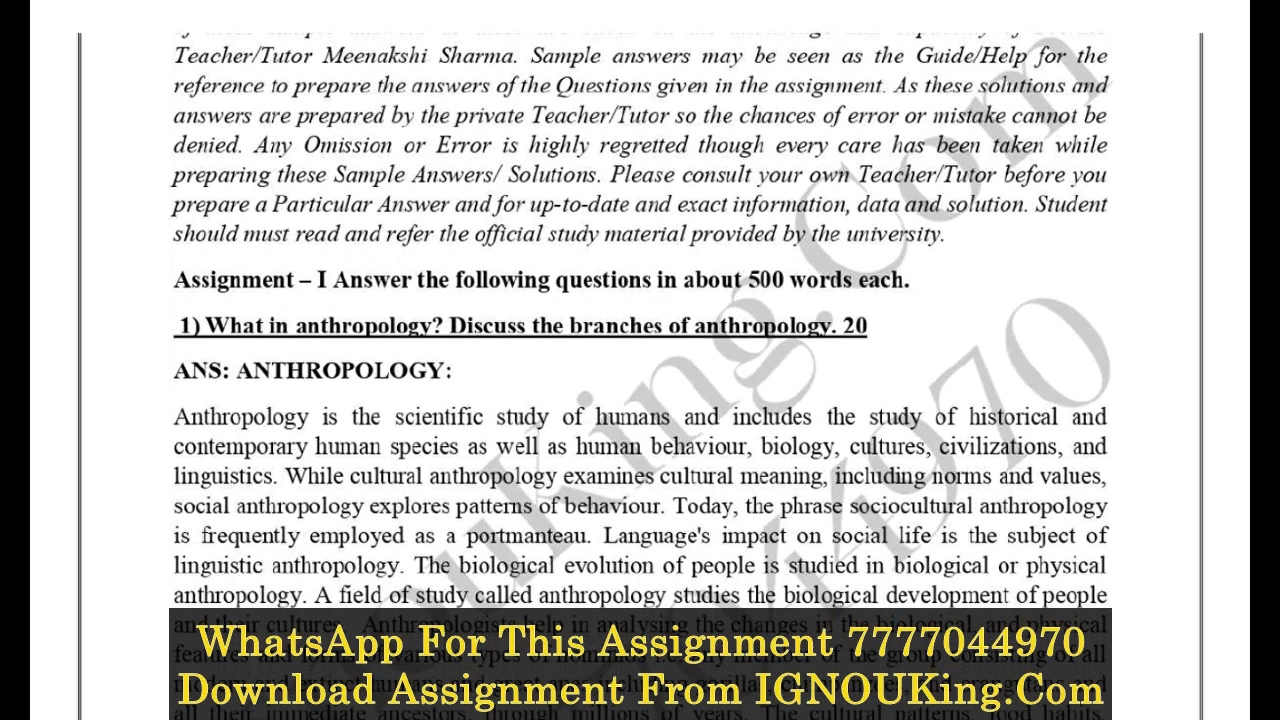 Teacher/Tutor Meenakshi Sharma. Sample answers may be seen as the Guide/Help for the
reference to prepare the answers of the Questions given in the assignment. As these solutions and
answers are prepared by the private Teacher/Tutor so the chances of error or mistake cannot be
denied. Any Omission or Error is highly regretted though every care has been taken while
preparing these Sample Answers/ Solutions. Please consult your own Teacher/Tutor before you
prepare a Particular Answer and for up-to-date and exact information, data and solution. Student
should must read and refer the official study material provided by the university.
Assignment – I Answer the following questions in about 500 words each.
1) What in anthropology? Discuss the branches of anthropology. 20
ANS: ANTHROPOLOGY:
Anthropology is the scientific study of humans and includes the study of historical and
contemporary human species as well as human behaviour, biology, cultures, civilizations, and
linguistics. While cultural anthropology examines cultural meaning, including norms and values,
social anthropology explores patterns of behaviour. Today, the phrase sociocultural anthropology
is frequently employed as a portmanteau. Language's impact on social life is the subject of
linguistic anthropology. The biological evolution of people is studied in biological or physical
anthropology. A field of study called anthropology studies the biological development of people
WhatsApp For This Assignment 7777044970
Download Assignment From IGNOUKing.Com